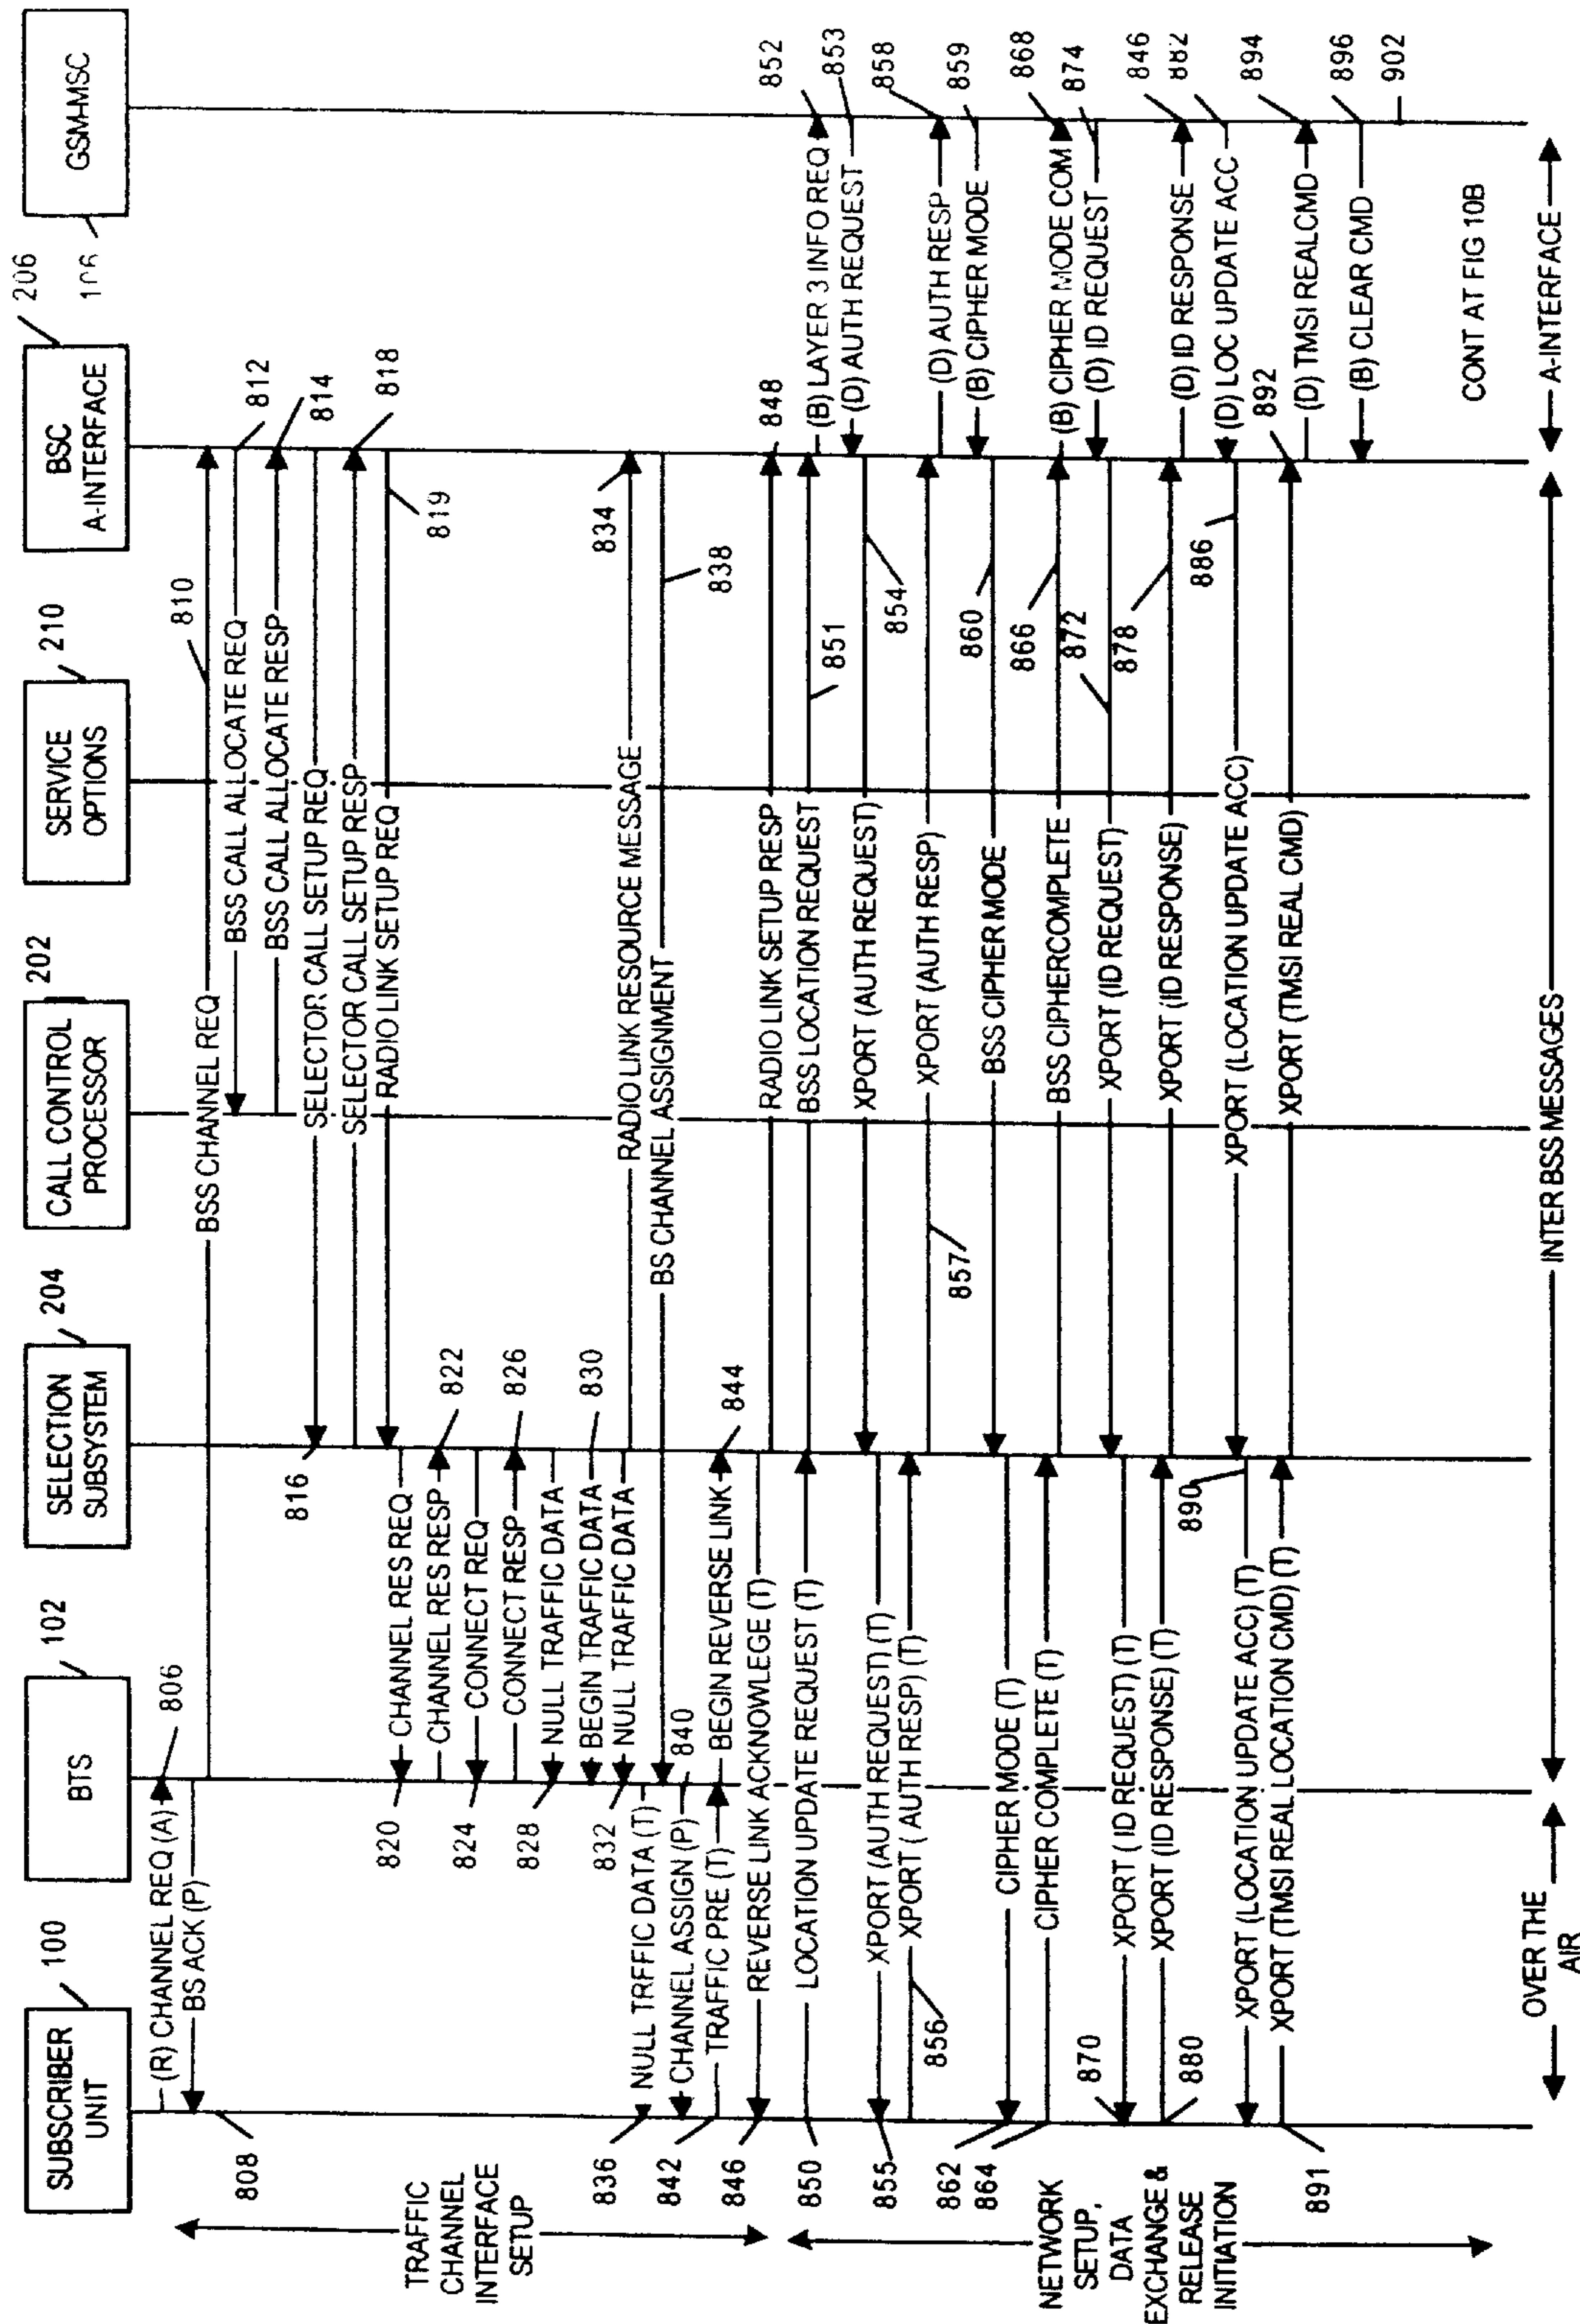 SUBSCRIBER
UNIT
100
BTS
102
SELECTION
SUBSYSTEM
204
CALL CONTROL
PROCESSOR
202
SERVICE
OPTIONS
210
BSC
A-INTERFACE
206
GSM-MSC
106
TRAFFIC
CHANNEL
INTERFACE
SETUP
(R) CHANNEL REQ (A)
806
BS ACK (P)
808
BSS CHANNEL REQ
810
BSS CALL ALLOCATE REQ
812
BSS CALL ALLOCATE RESP
814
SELECTOR CALL SETUP REQ
816
SELECTOR CALL SETUP RESP
818
RADIO LINK SETUP REQ
819
CHANNEL RES REQ
820
CHANNEL RES RESP
822
CONNECT REQ
824
CONNECT RESP
826
NULL TRAFFIC DATA
828
BEGIN TRAFFIC DATA
830
NULL TRAFFIC DATA
832
RADIO LINK RESOURCE MESSAGE
834
NULL TRFFIC DATA (T)
836
BS CHANNEL ASSIGNMENT
838
CHANNEL ASSIGN (P)
840
TRAFFIC PRE (T)
842
BEGIN REVERSE LINK
844
REVERSE LINK ACKNOWLEGE (T)
846
RADIO LINK SETUP RESP
848
NETWORK
SETUP,
DATA
EXCHANGE &
RELEASE
INITIATION
LOCATION UPDATE REQUEST (T)
850
BSS LOCATION REQUEST
851
(B) LAYER 3 INFO REQ
852
(D) AUTH REQUEST
853
XPORT (AUTH REQUEST)
854
XPORT (AUTH REQUEST) (T)
855
XPORT ( AUTH RESP) (T)
856
XPORT (AUTH RESP)
857
(D) AUTH RESP
858
(B) CIPHER MODE
859
BSS CIPHER MODE
860
CIPHER MODE (T)
862
CIPHER COMPLETE (T)
864
BSS CIPHERCOMPLETE
866
(B) CIPHER MODE COM
868
(D) ID REQUEST
874
XPORT (ID REQUEST)
872
XPORT ( ID REQUEST) (T)
870
XPORT (ID RESPONSE) (T)
880
XPORT (ID RESPONSE)
878
(D) ID RESPONSE
846
(D) LOC UPDATE ACC
882
XPORT (LOCATION UPDATE ACC)
886
XPORT (LOCATION UPDATE ACC) (T)
890
XPORT (TMSI REAL LOCATION CMD) (T)
891
XPORT (TMSI REAL CMD)
892
(D) TMSI REALCMD
894
(B) CLEAR CMD
896
902
CONT AT FIG 10B
OVER THE
AIR
INTER BSS MESSAGES
A-INTERFACE